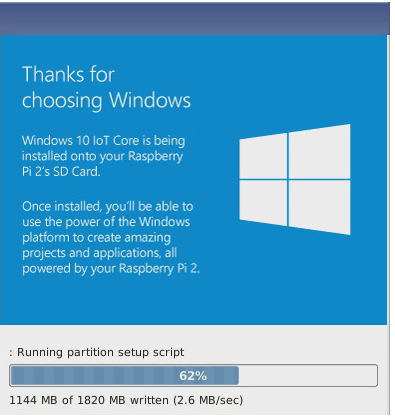 Thanks for
choosing Windows
Windows 10 IoT Core is being
installed onto your Raspberry
Pi 2's SD Card.
Once installed, you'll be able to
use the power of the Windows
platform to create amazing
projects and applications, all
powered by your Raspberry Pi 2.
: Running partition setup script
62%
1144 MB of 1820 MB written (2.6 MB/sec)